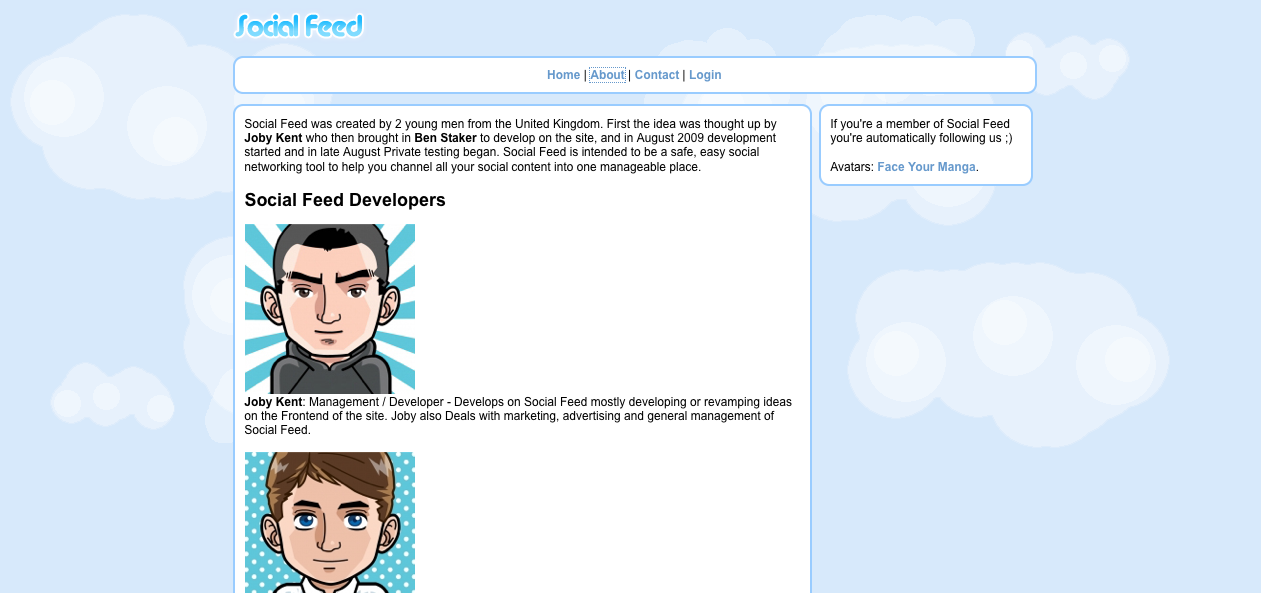 Social Feed
Home | About | Contact | Login
Social Feed was created by 2 young men from the United Kingdom. First the idea was thought up by
Joby Kent who then brought in Ben Staker to develop on the site, and in August 2009 development
started and in late August Private testing began. Social Feed is intended to be a safe, easy social
networking tool to help you channel all your social content into one manageable place.
Social Feed Developers
Joby Kent: Management / Developer - Develops on Social Feed mostly developing or revamping ideas
on the Frontend of the site. Joby also Deals with marketing, advertising and general management of
Social Feed.
If you're a member of Social Feed
you're automatically following us ;)
Avatars: Face Your Manga.